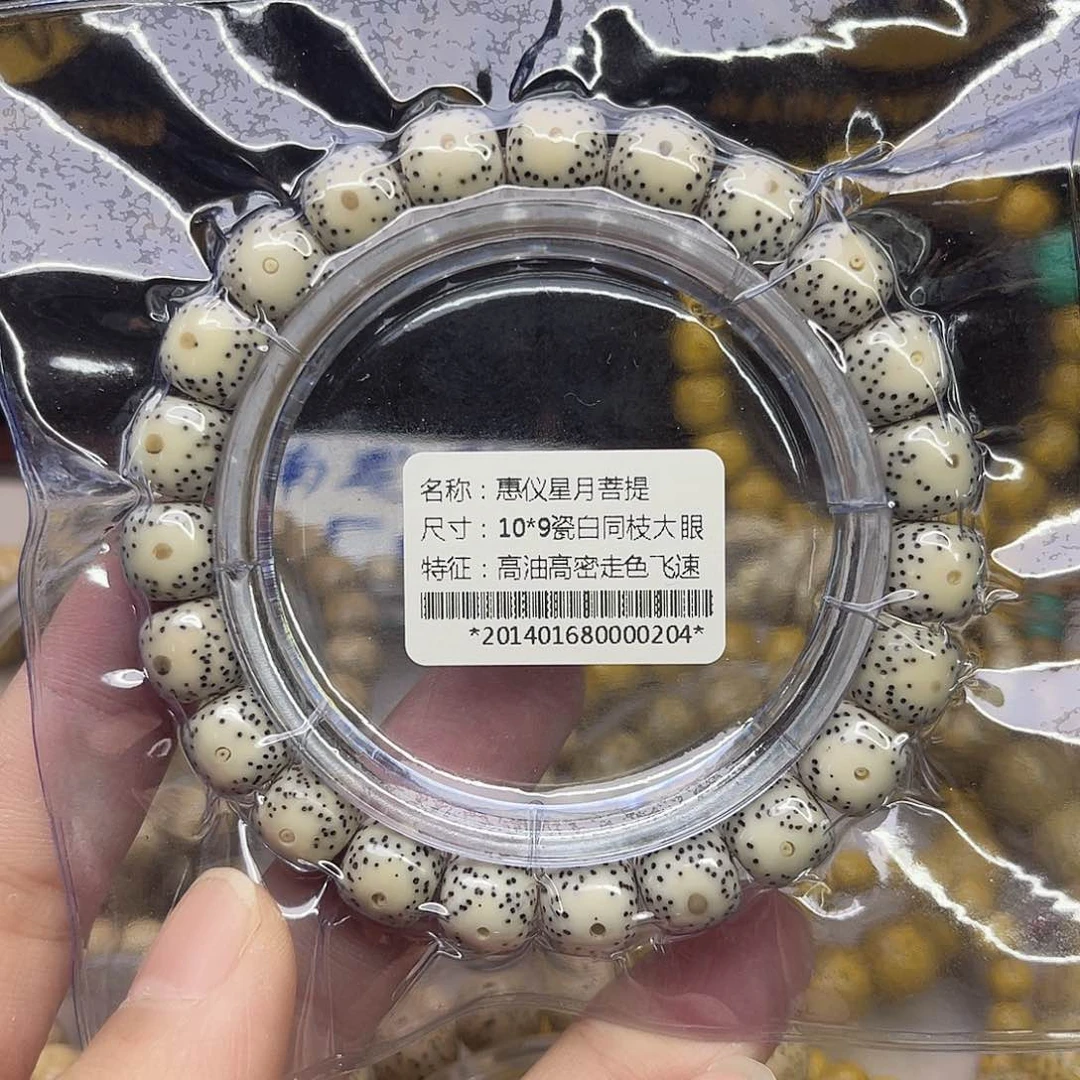 名称：惠仪星月菩提
尺寸：10*9瓷白同枝大眼
特征：高油高密走色飞速
*201401680000204*